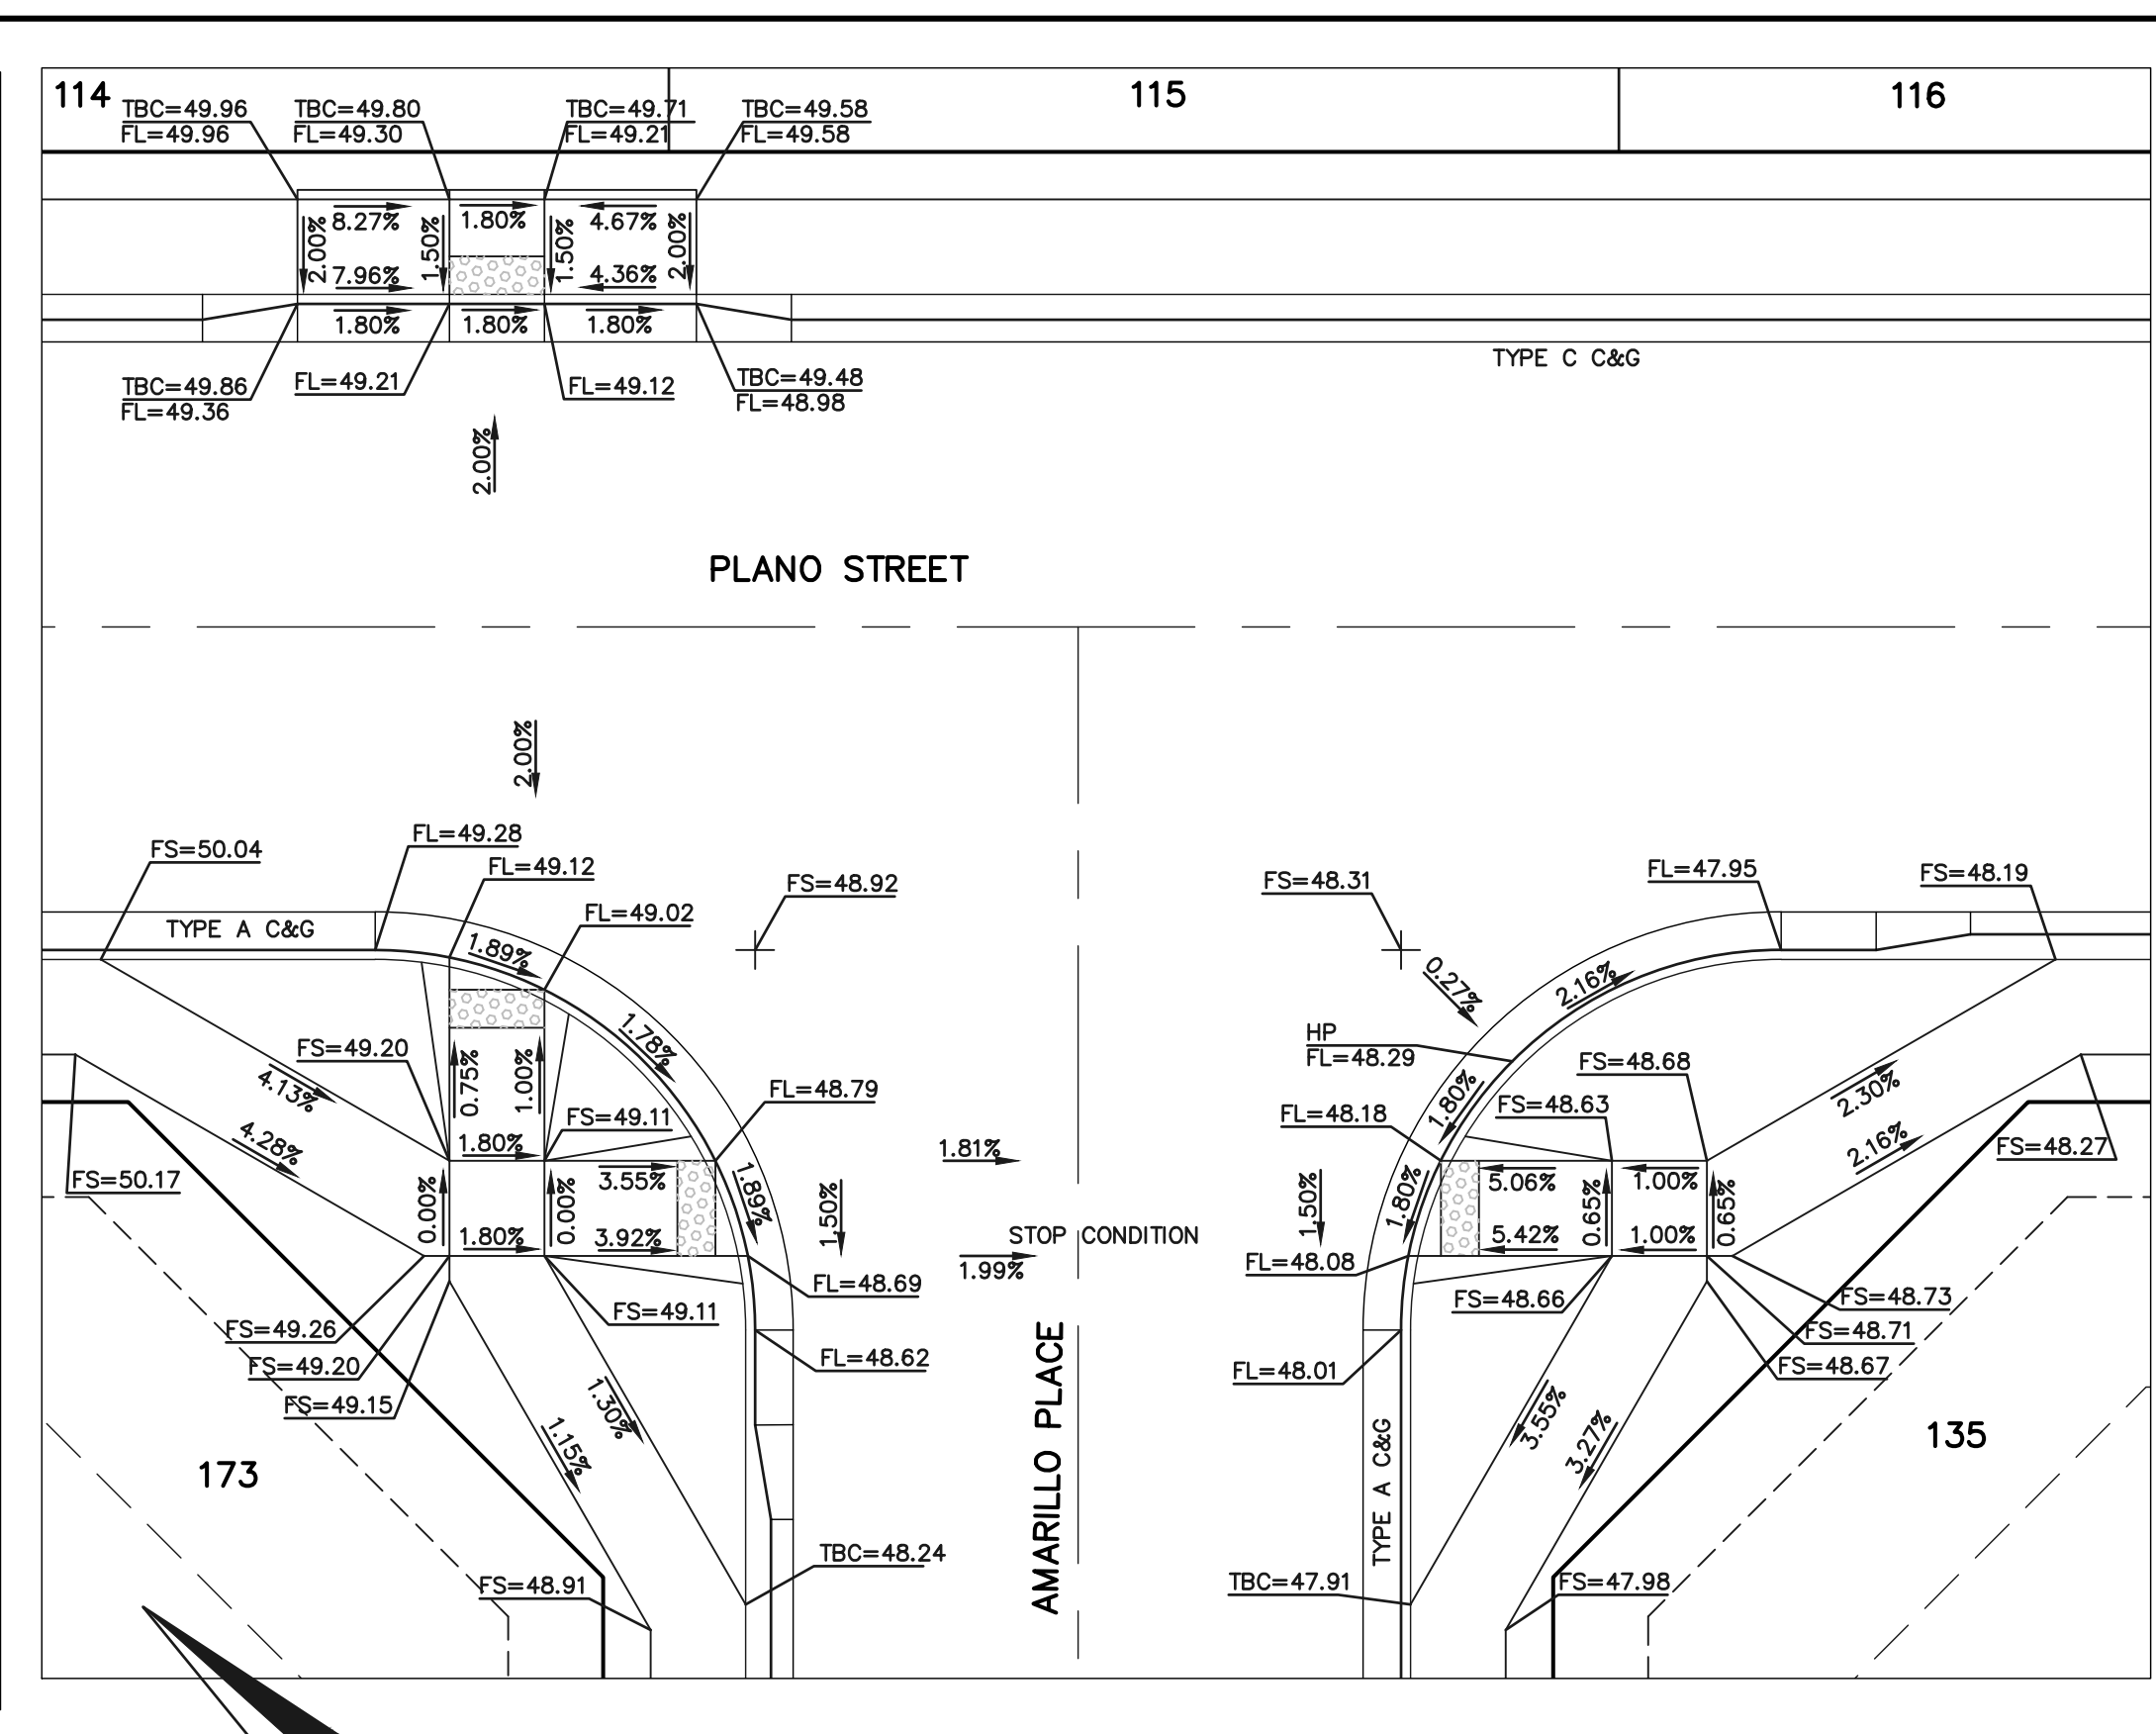 114
115
116
TBC=49.96
FL=49.96
TBC=49.80
FL=49.30
TBC=49.71
FL=49.21
TBC=49.58
FL=49.58
8.27%
1.80%
4.67%
2.00%
1.50%
1.50%
2.00%
7.96%
4.36%
1.80%
1.80%
1.80%
TYPE C C&G
TBC=49.86
FL=49.36
FL=49.21
FL=49.12
TBC=49.48
FL=48.98
2.00%
PLANO STREET
2.00%
FS=50.04
FL=49.28
FL=49.12
FS=48.92
FL=49.02
FS=48.31
FL=47.95
FS=48.19
TYPE A C&G
1.89%
0.27%
2.16%
1.78%
HP
FL=48.29
FS=49.20
4.13%
0.75%
1.00%
FL=48.79
FS=48.68
1.80%
2.30%
FS=49.11
FL=48.18
FS=48.63
4.28%
1.80%
1.81%
2.16%
FS=48.27
FS=50.17
3.55%
1.89%
5.06%
1.00%
0.00%
0.00%
1.50%
1.50%
1.80%
0.65%
0.65%
1.80%
3.92%
STOP CONDITION
5.42%
1.00%
1.99%
FL=48.08
FL=48.69
FS=49.11
FS=48.66
FS=48.73
FS=49.26
FS=48.71
FS=49.20
FL=48.62
FL=48.01
FS=48.67
FS=49.15
1.30%
1.15%
3.55%
3.27%
AMARILLO PLACE
TYPE A C&G
173
135
TBC=48.24
FS=48.91
TBC=47.91
FS=47.98